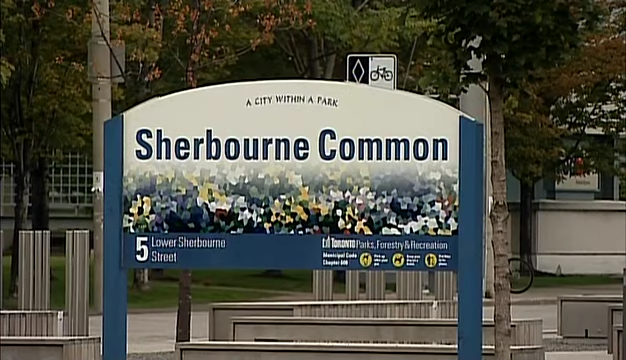 A CITY WITHIN A PARK
Sherbourne Common
5 Lower Sherbourne
Street
TORONTO Parks, Forestry & Recreation
Municipal Code
Chapter 608